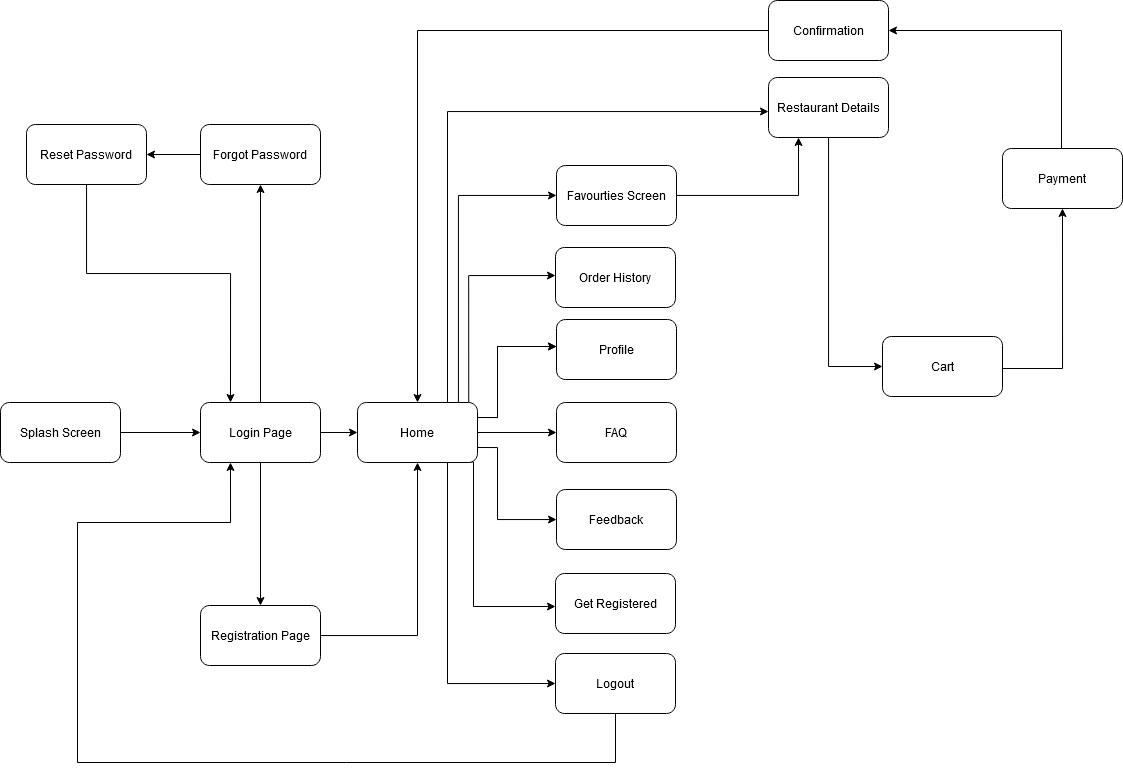 Confirmation
Restaurant Details
Reset Password
Forgot Password
Payment
Favourties Screen
Order History
Profile
Cart
Splash Screen
Login Page
Home
FAQ
Feedback
Get Registered
Registration Page
Logout